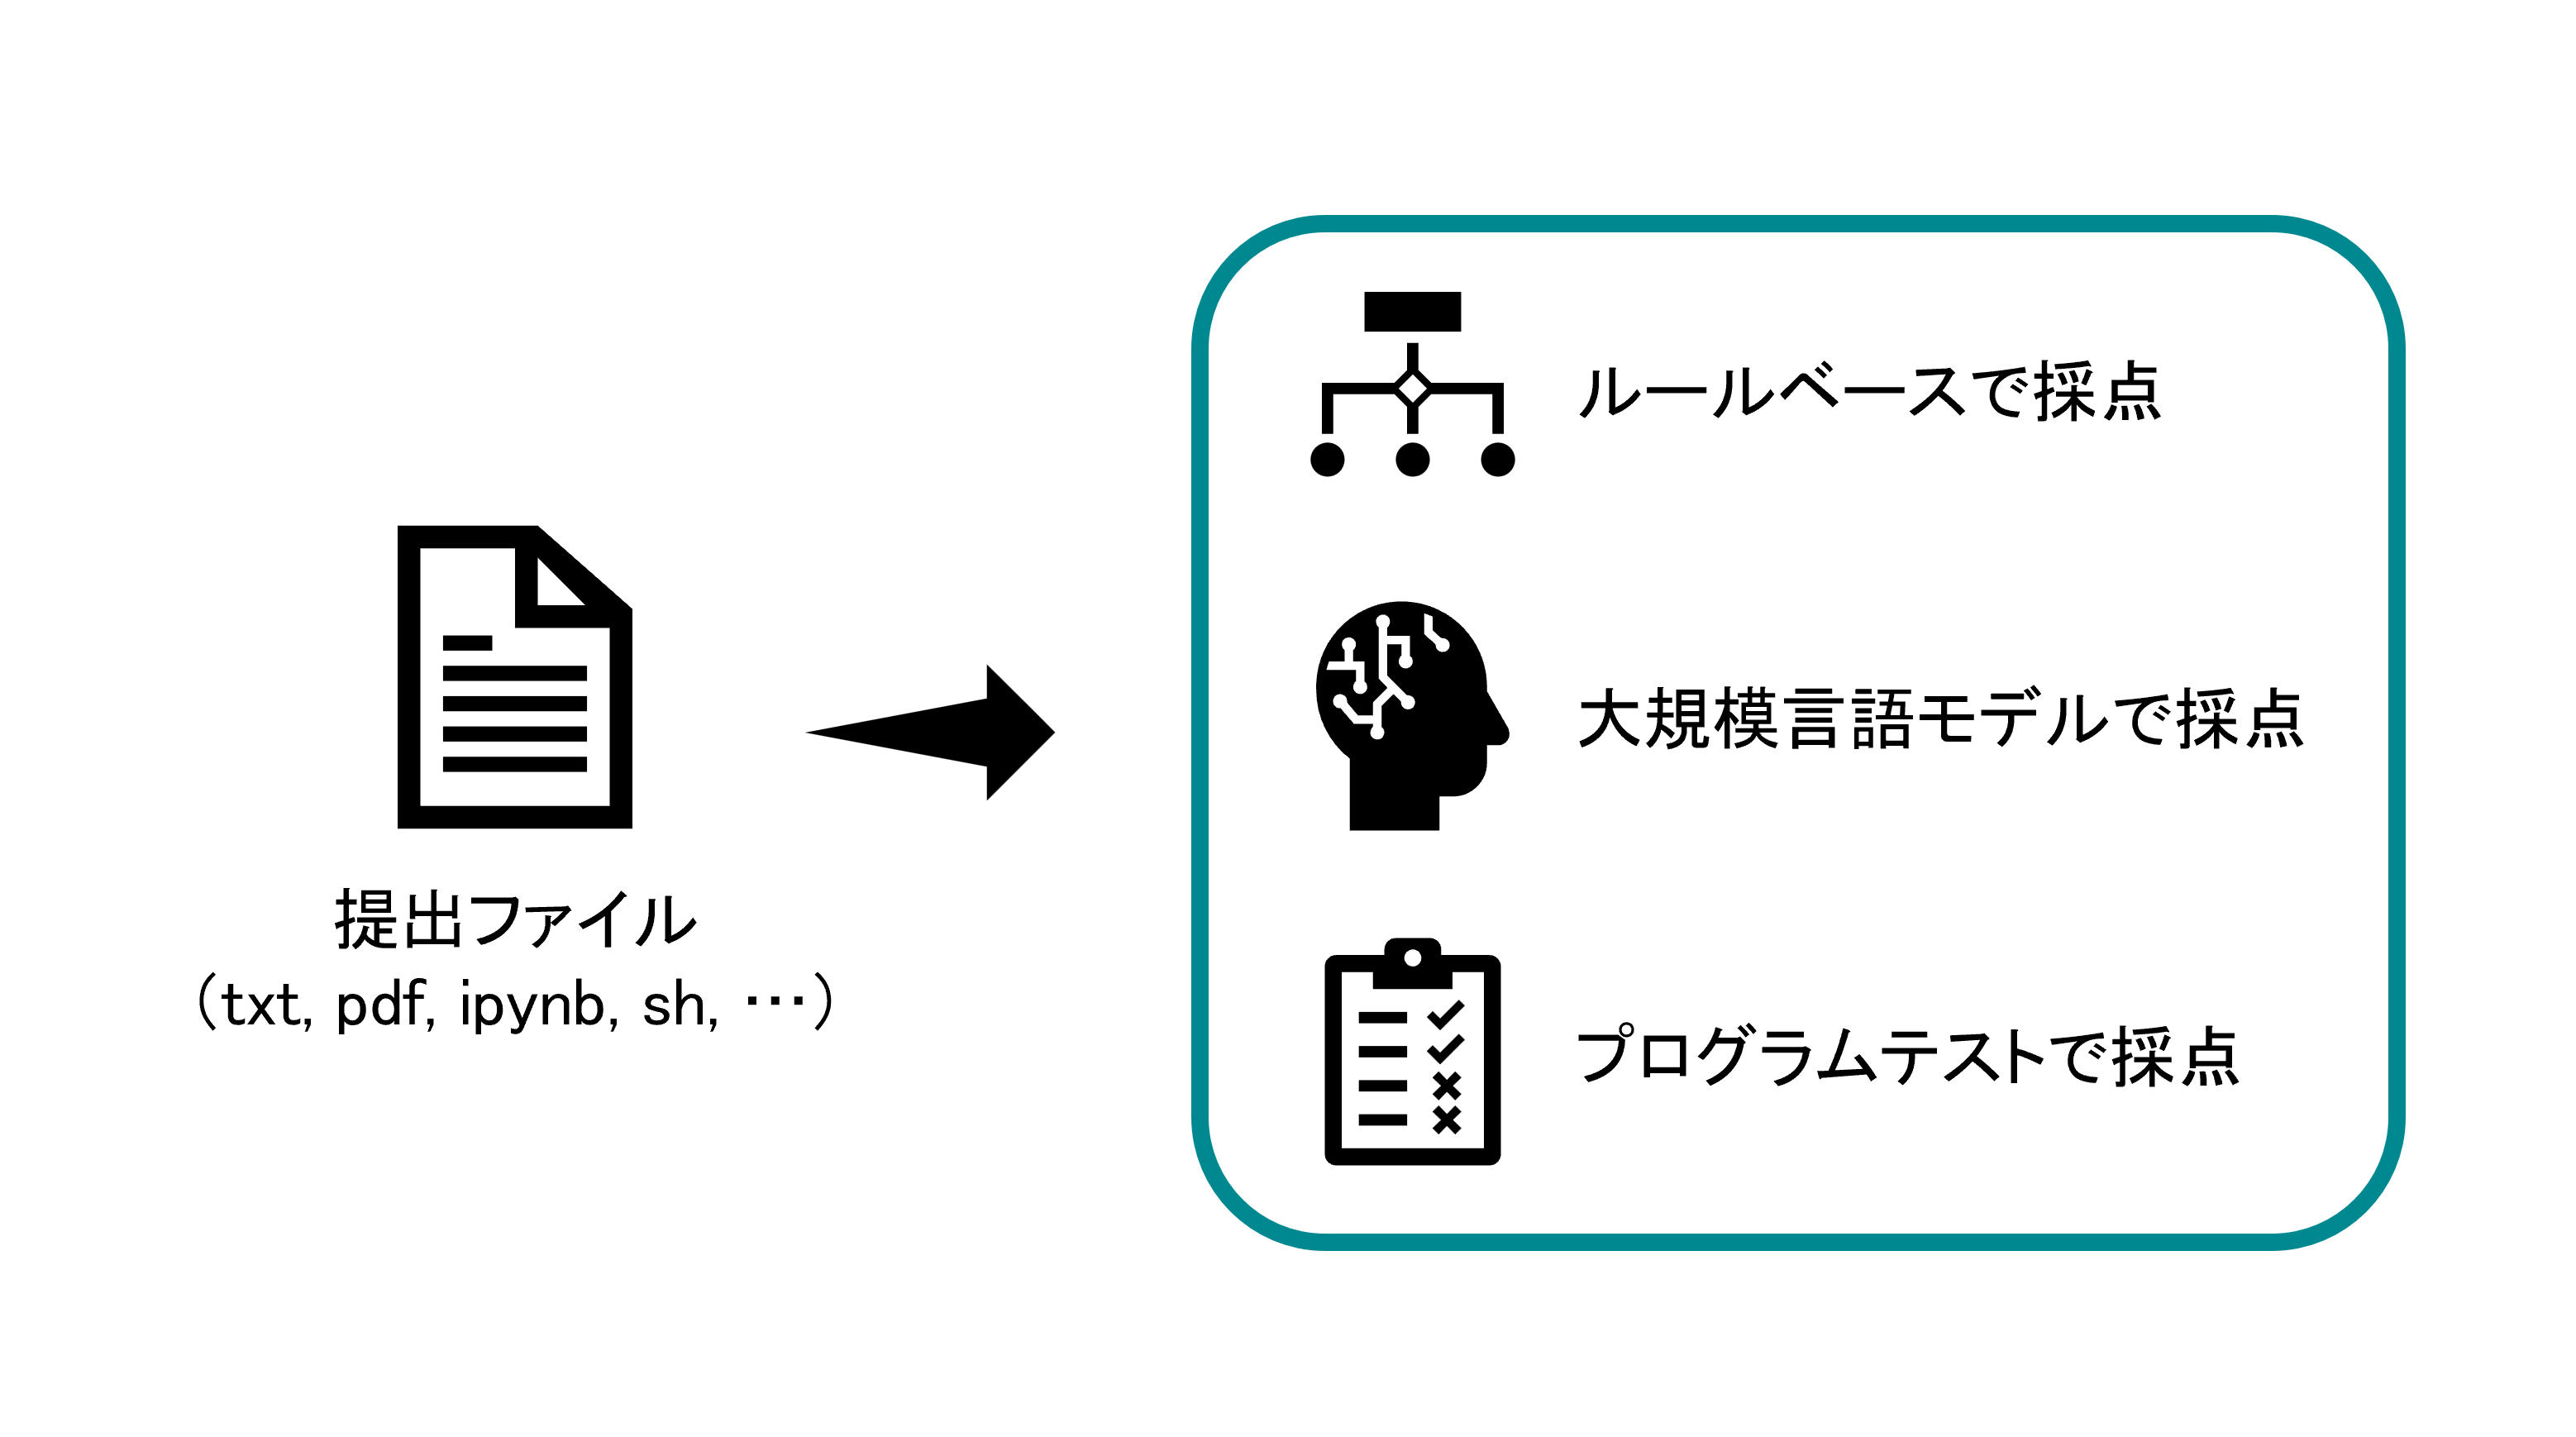 提出ファイル
（txt, pdf, ipynb, sh, …）
ルールベースで採点
大規模言語モデルで採点
プログラムテストで採点